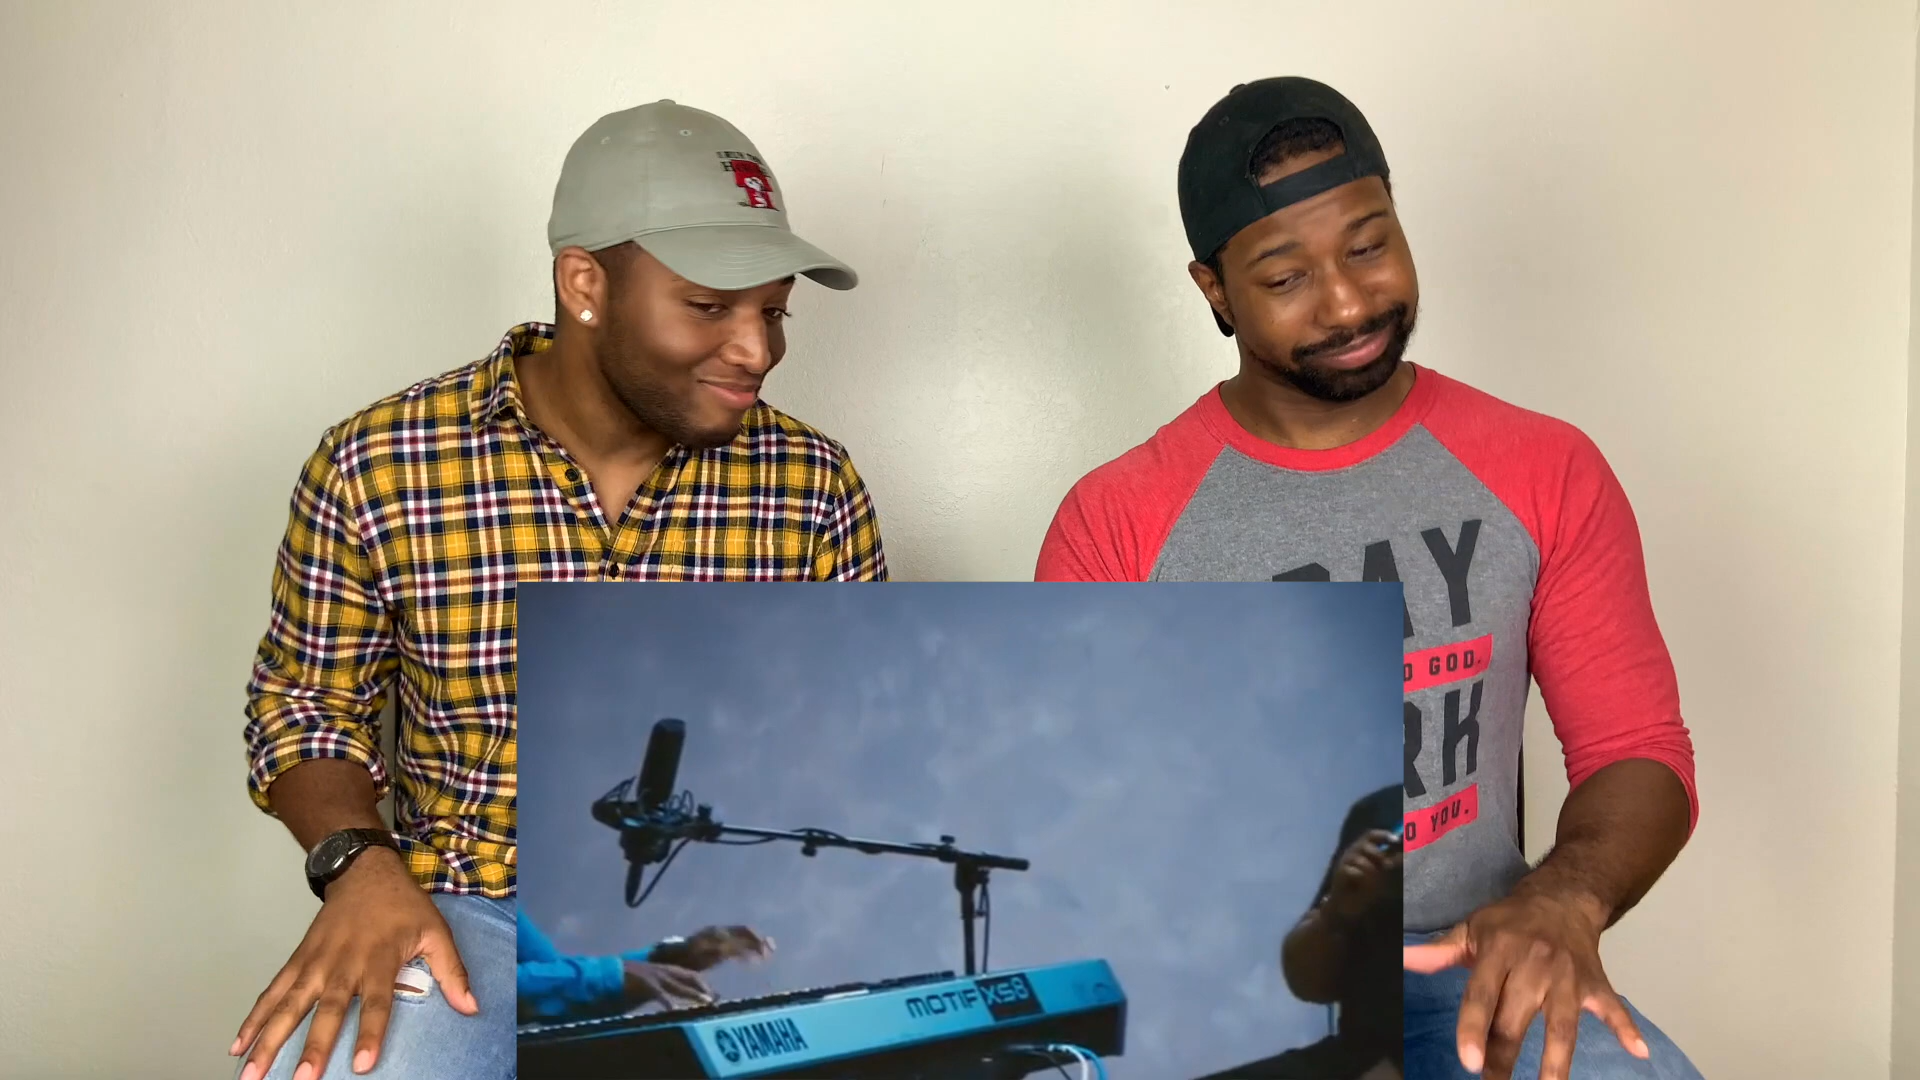 AY
O GOD.
RK
O YOU.
MOTIF XS8
YAMAHA